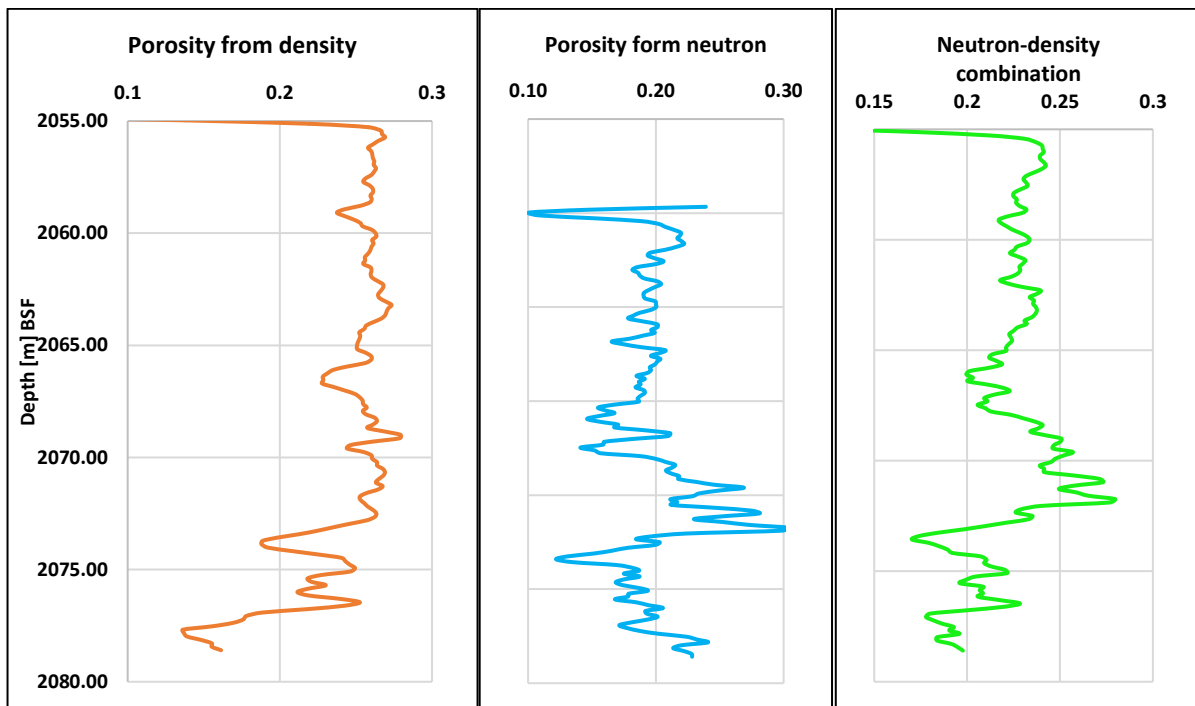 Porosity from density
0.1 0.2 0.3
2055.00
2060.00
2065.00
2070.00
2075.00
2080.00
Depth [m] BSF
Porosity form neutron
0.10 0.20 0.30
Neutron-density
combination
0.15 0.2 0.25 0.3